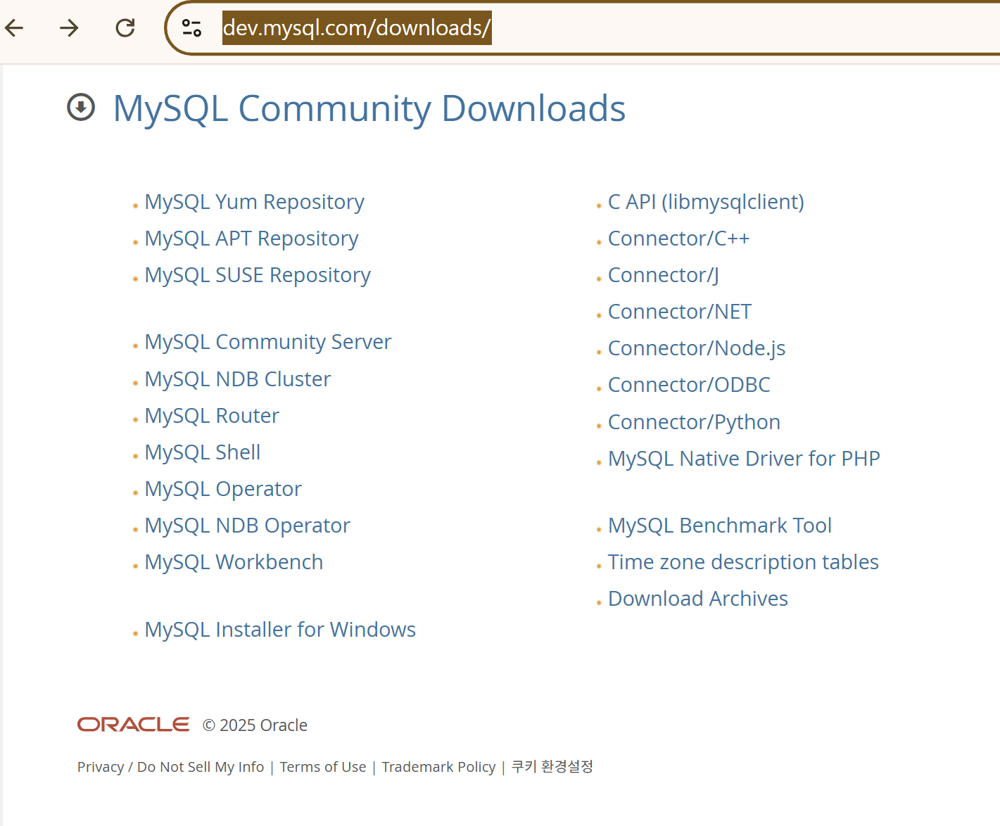 dev.mysql.com/downloads/
MySQL Community Downloads
MySQL Yum Repository
MySQL APT Repository
MySQL SUSE Repository
MySQL Community Server
MySQL NDB Cluster
MySQL Router
MySQL Shell
MySQL Operator
MySQL NDB Operator
MySQL Workbench
MySQL Installer for Windows
C API (libmysqlclient)
Connector/C++
Connector/J
Connector/NET
Connector/Node.js
Connector/ODBC
Connector/Python
MySQL Native Driver for PHP
MySQL Benchmark Tool
Time zone description tables
Download Archives
ORACLE © 2025 Oracle
Privacy / Do Not Sell My Info | Terms of Use | Trademark Policy | 쿠키 환경설정